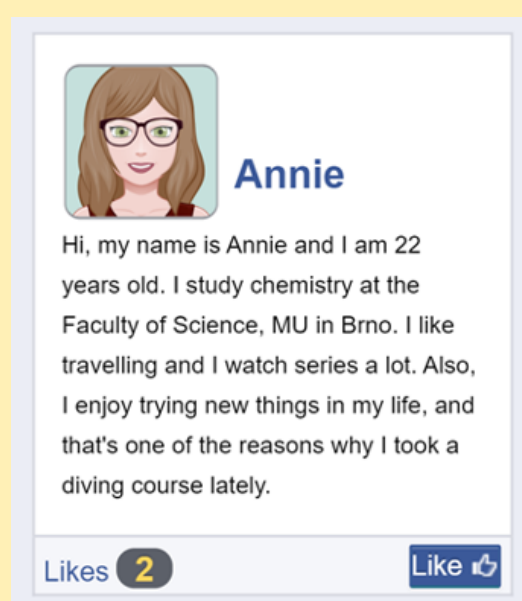 Annie
Hi, my name is Annie and I am 22
years old. I study chemistry at the
Faculty of Science, MU in Brno. I like
travelling and I watch series a lot. Also,
I enjoy trying new things in my life, and
that's one of the reasons why I took a
diving course lately.
Likes 2 Like